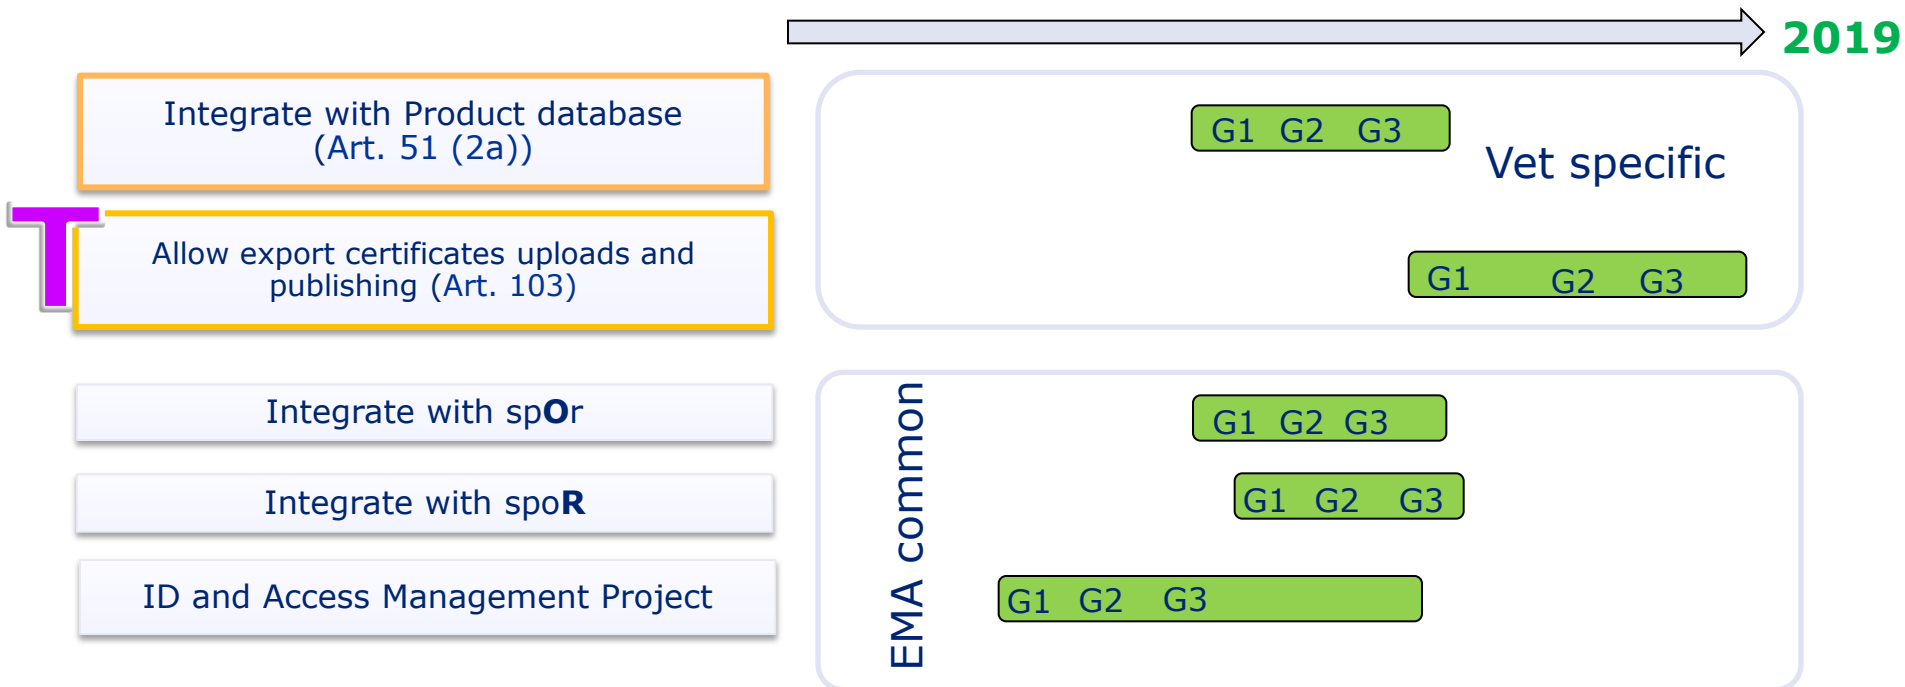 2019
Integrate with Product database
(Art. 51 (2a))
G1 G2 G3
Vet specific
T
Allow export certificates uploads and
publishing (Art. 103)
G1 G2 G3
EMA common
Integrate with spOr
G1 G2 G3
Integrate with spoR
G1 G2 G3
ID and Access Management Project
G1 G2 G3